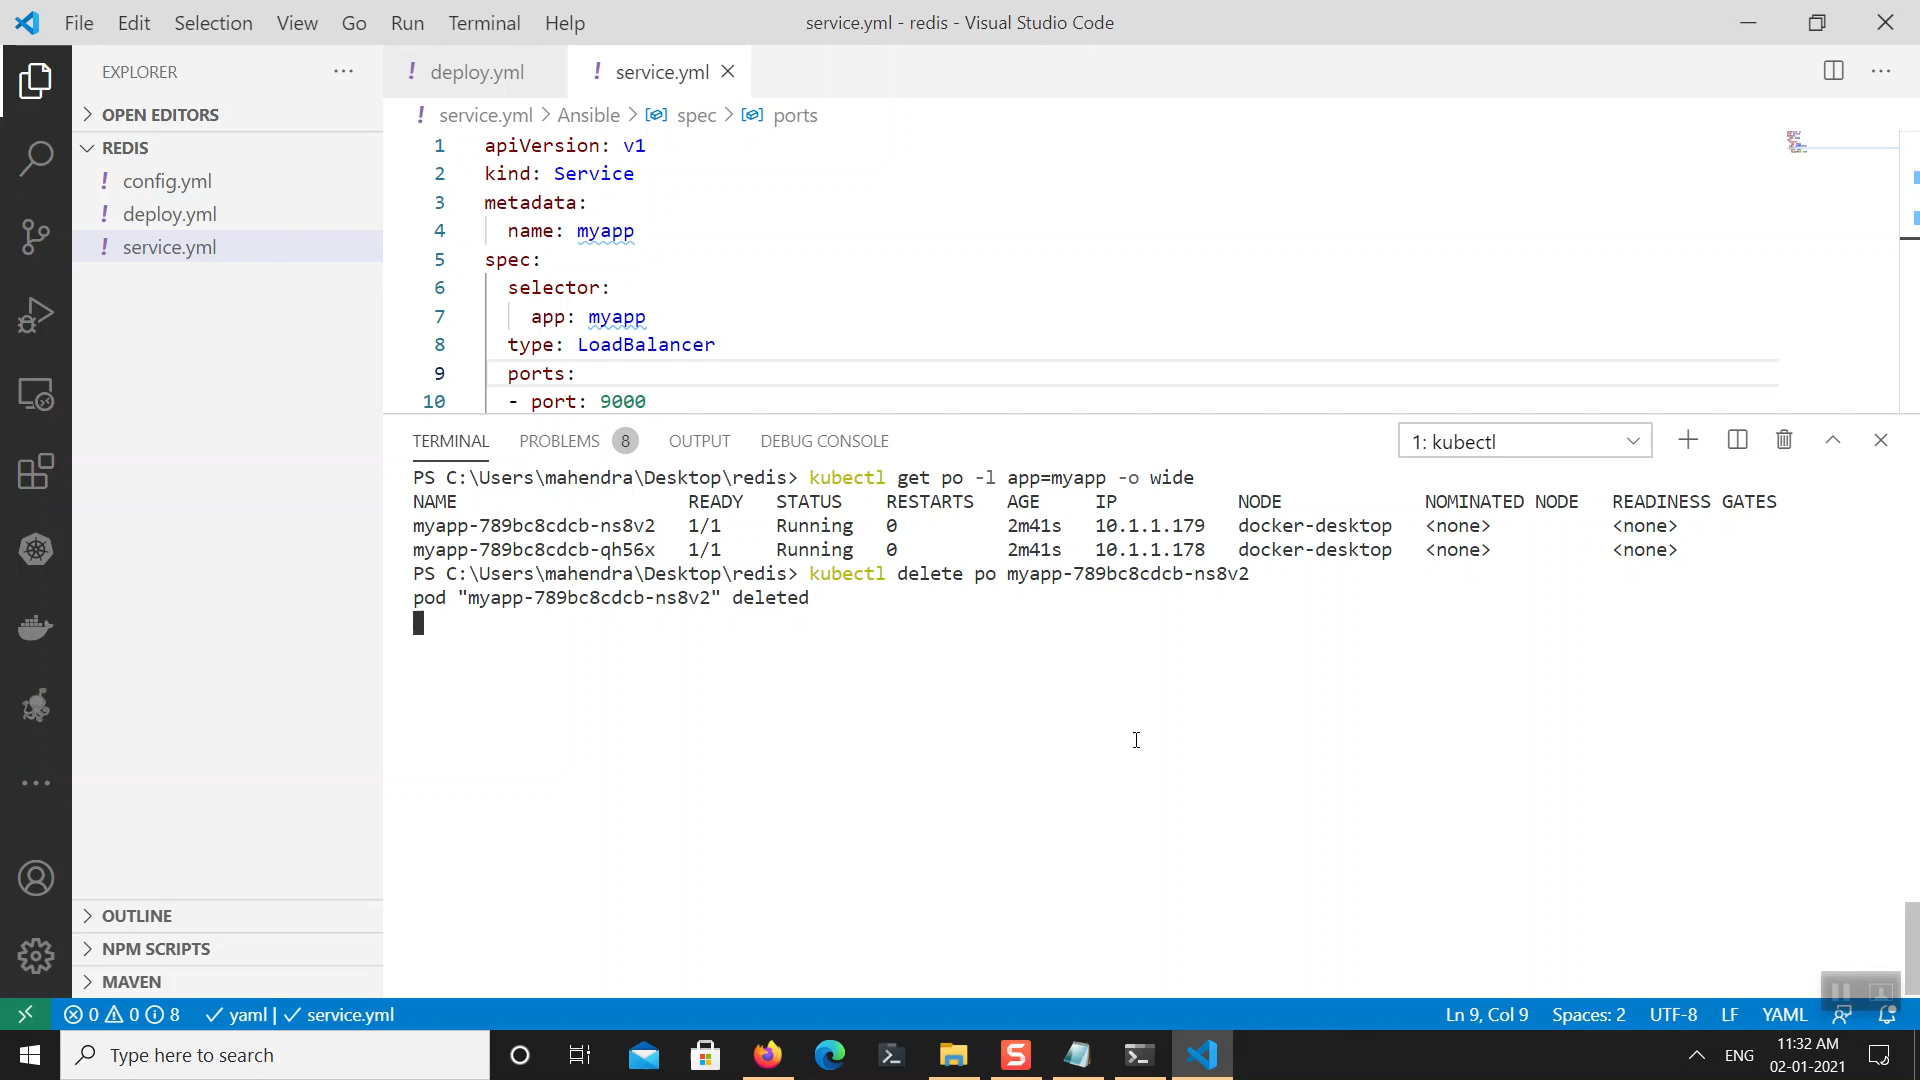 File Edit Selection View Go Run Terminal Help
service.yml - redis - Visual Studio Code
EXPLORER
OPEN EDITORS
REDIS
! config.yml
! deploy.yml
! service.yml
OUTLINE
NPM SCRIPTS
MAVEN
! deploy.yml
! service.yml
! service.yml > Ansible > spec > ports
1 apiVersion: v1
2 kind: Service
3 metadata:
4 name: myapp
5 spec:
6 selector:
7 app: myapp
8 type: LoadBalancer
9 ports:
10 - port: 9000
TERMINAL PROBLEMS 8 OUTPUT DEBUG CONSOLE
1: kubectl
PS C:\Users\mahendra\Desktop\redis> kubectl get po -l app=myapp -o wide
NAME READY STATUS RESTARTS AGE IP NODE NOMINATED NODE READINESS GATES
myapp-789bc8cdcb-ns8v2 1/1 Running 0 2m41s 10.1.1.179 docker-desktop <none> <none>
myapp-789bc8cdcb-qh56x 1/1 Running 0 2m41s 10.1.1.178 docker-desktop <none> <none>
PS C:\Users\mahendra\Desktop\redis> kubectl delete po myapp-789bc8cdcb-ns8v2
pod "myapp-789bc8cdcb-ns8v2" deleted
0 0 8 yaml | service.yml
Ln 9, Col 9 Spaces: 2 UTF-8 LF YAML
Type here to search
S
ENG
11:32 AM
02-01-2021